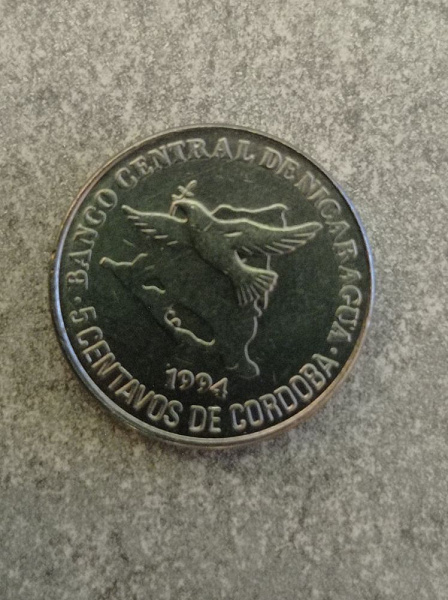 BANCO CENTRAL DE NICARAGUA
1994
5 CENTAVOS DE CORDOBA